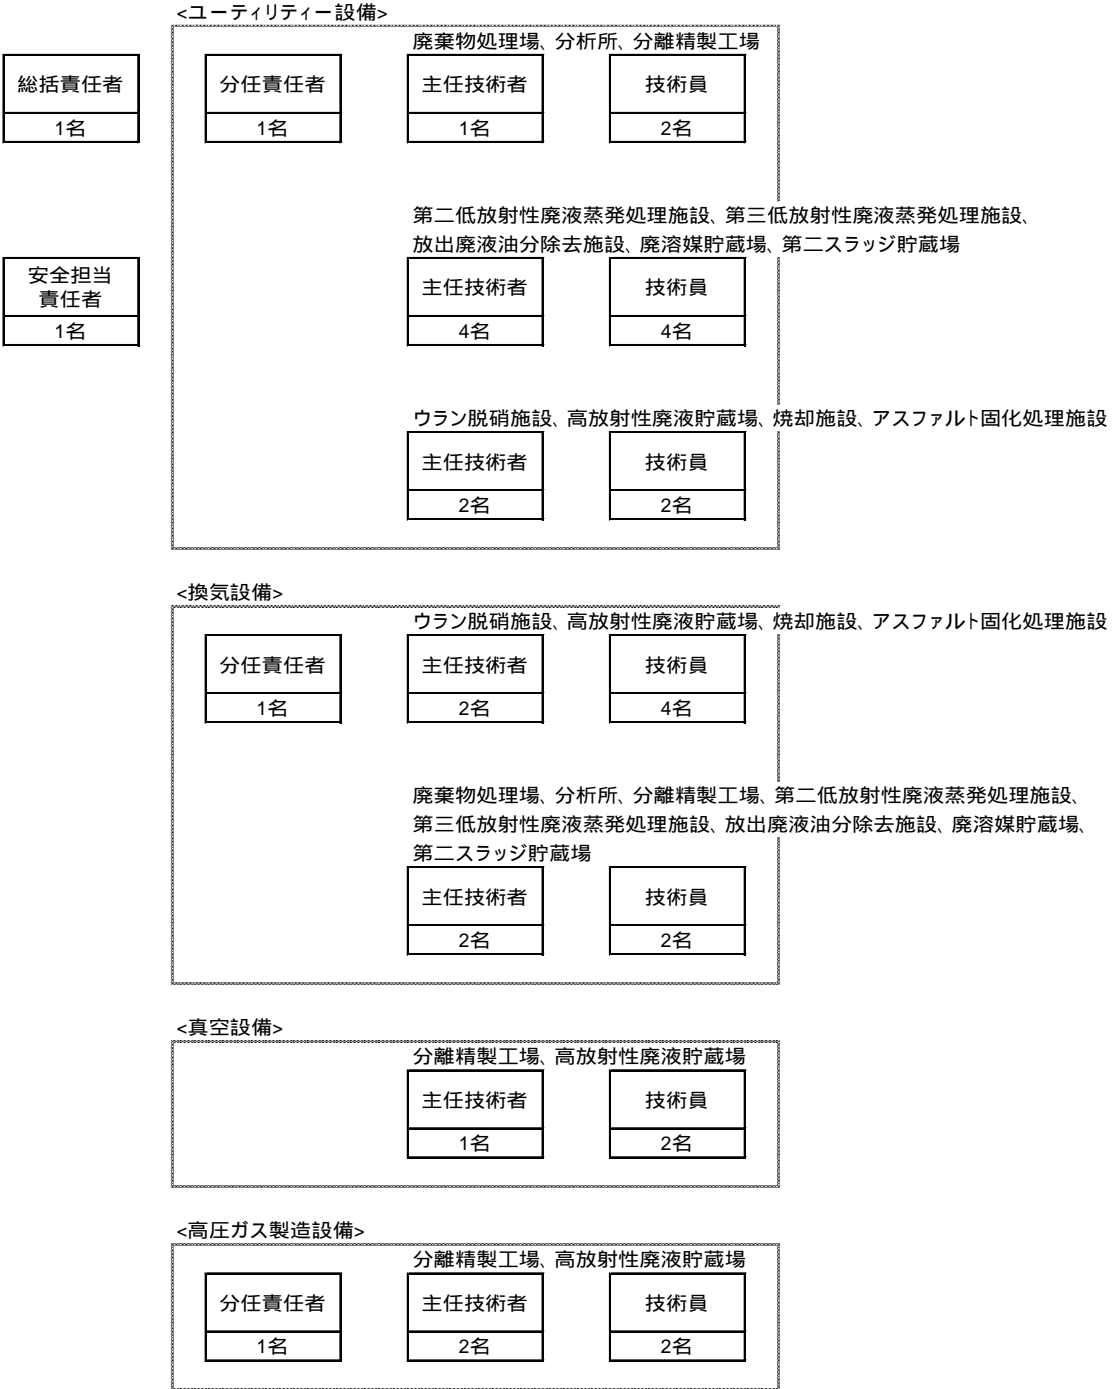 <ユーティリティー設備>
廃棄物処理場、分析所、分離精製工場
総括責任者
1名
分任責任者
1名
主任技術者
1名
技術員
2名
第二低放射性廃液蒸発処理施設、第三低放射性廃液蒸発処理施設、
放出廃液油分除去施設、廃溶媒貯蔵場、第二スラッジ貯蔵場
安全担当
責任者
1名
主任技術者
4名
技術員
4名
ウラン脱硝施設、高放射性廃液貯蔵場、焼却施設、アスファルト固化処理施設
主任技術者
2名
技術員
2名
<換気設備>
ウラン脱硝施設、高放射性廃液貯蔵場、焼却施設、アスファルト固化処理施設
分任責任者
1名
主任技術者
2名
技術員
4名
廃棄物処理場、分析所、分離精製工場、第二低放射性廃液蒸発処理施設、
第三低放射性廃液蒸発処理施設、放出廃液油分除去施設、廃溶媒貯蔵場、
第二スラッジ貯蔵場
主任技術者
2名
技術員
2名
<真空設備>
分離精製工場、高放射性廃液貯蔵場
主任技術者
1名
技術員
2名
<高圧ガス製造設備>
分離精製工場、高放射性廃液貯蔵場
分任責任者
1名
主任技術者
2名
技術員
2名